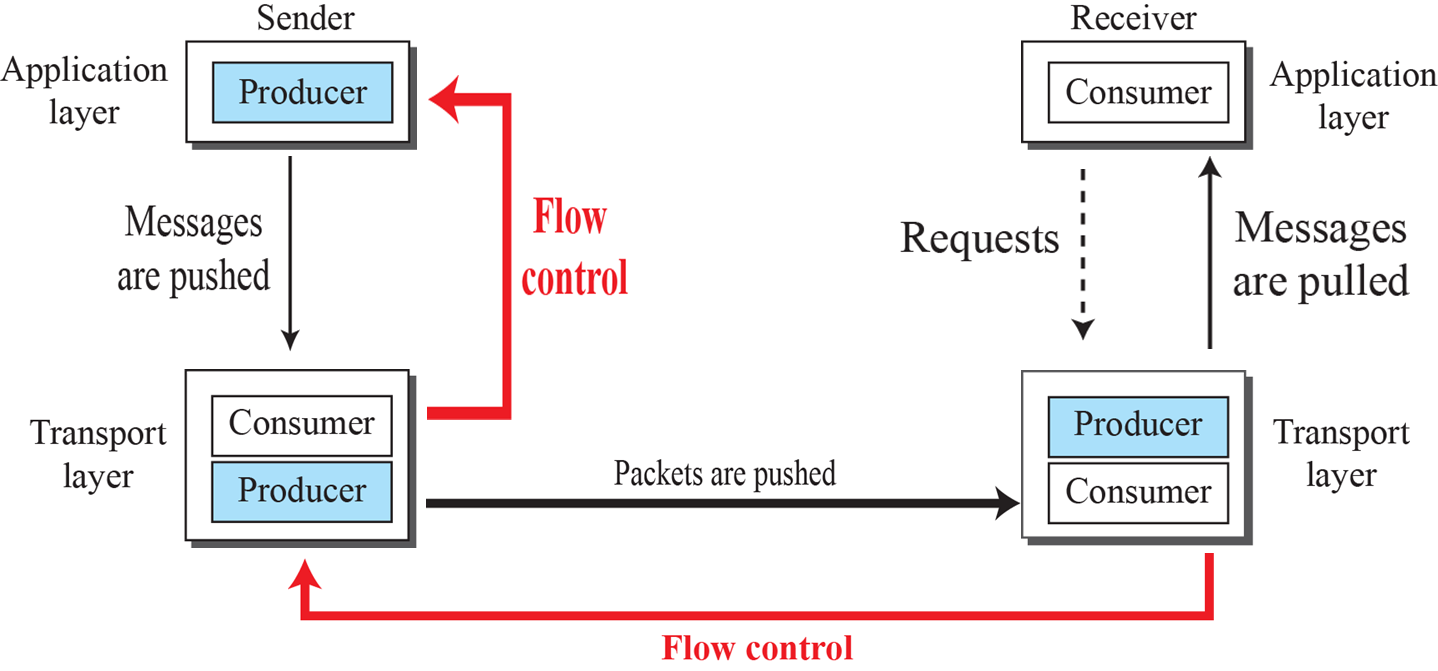 Sender
Receiver
Application
layer
Producer
Consumer
Application
layer
Messages
are pushed
Flow
control
Requests
Messages
are pulled
Transport
layer
Consumer
Producer
Packets are pushed
Producer
Consumer
Transport
layer
Flow control